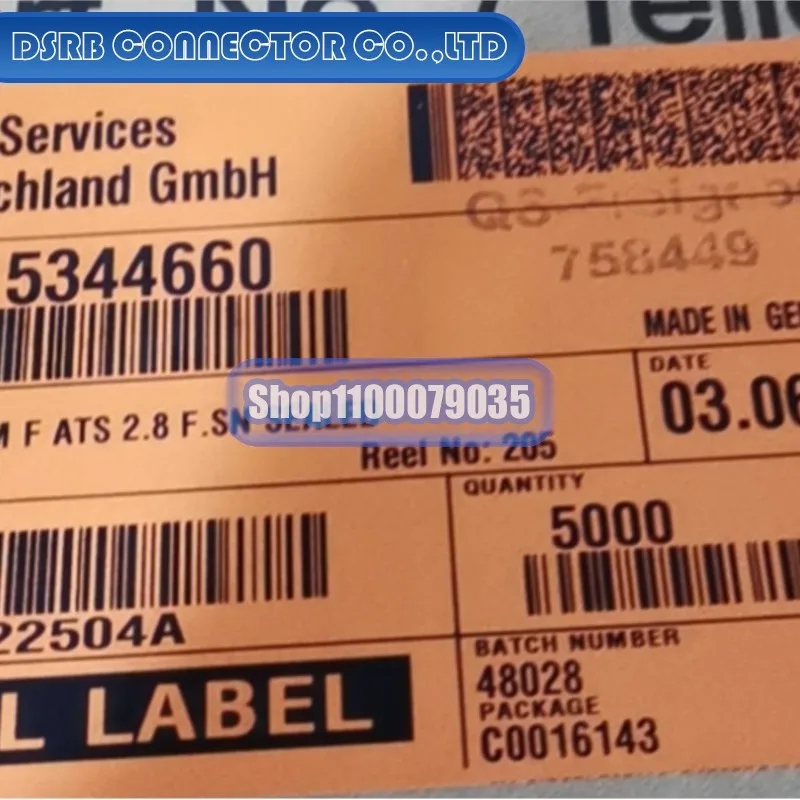 DSRB CONNECTOR CO.,LTD
Services
chland GmbH
5344660
758449
MADE IN GE
M F ATS 2.8 F.SN SEALED
Shop1100079035
Reel No: 205
DATE
03.06
QUANTITY
5000
22504A
L LABEL
BATCH NUMBER
48028
PACKAGE
C0016143